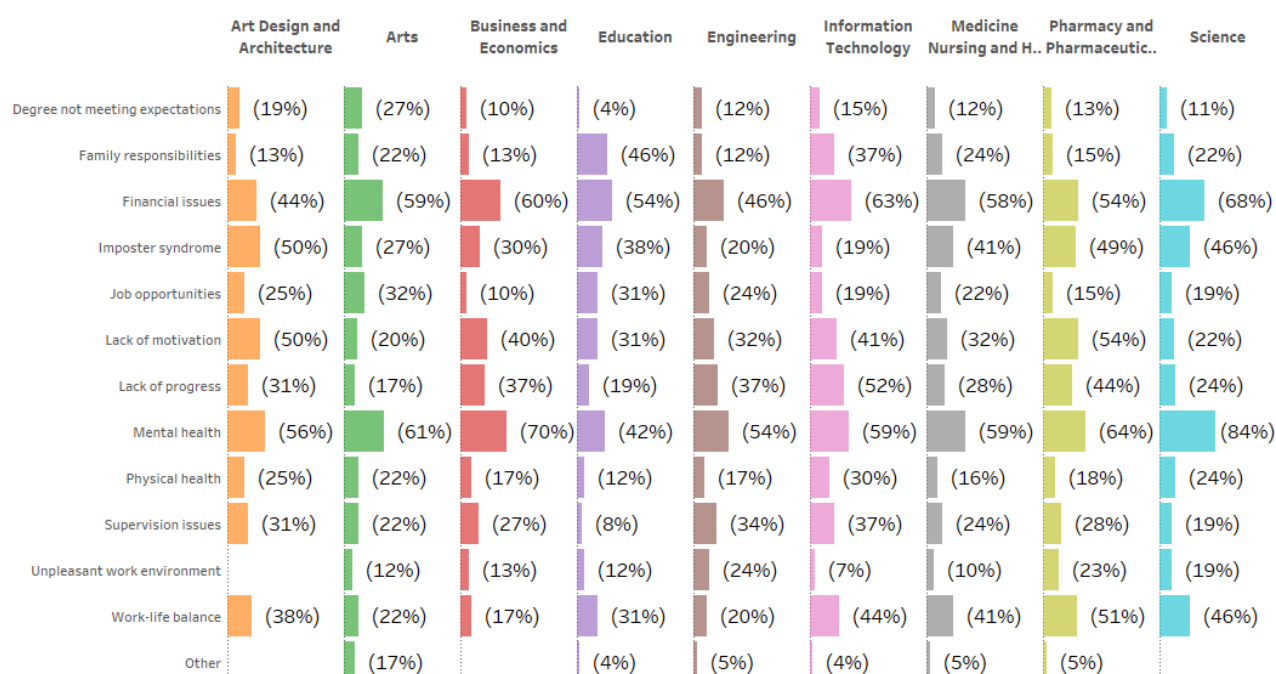 Art Design and Architecture
Arts
Business and Economics
Education
Engineering
Information Technology
Medicine Nursing and H..
Pharmacy and Pharmaceutic..
Science
Degree not meeting expectations (19%) (27%) (10%) (4%) (12%) (15%) (12%) (13%) (11%)
Family responsibilities (13%) (22%) (13%) (46%) (12%) (37%) (24%) (15%) (22%)
Financial issues (44%) (59%) (60%) (54%) (46%) (63%) (58%) (54%) (68%)
Imposter syndrome (50%) (27%) (30%) (38%) (20%) (19%) (41%) (49%) (46%)
Job opportunities (25%) (32%) (10%) (31%) (24%) (19%) (22%) (15%) (19%)
Lack of motivation (50%) (20%) (40%) (31%) (32%) (41%) (32%) (54%) (22%)
Lack of progress (31%) (17%) (37%) (19%) (37%) (52%) (28%) (44%) (24%)
Mental health (56%) (61%) (70%) (42%) (54%) (59%) (59%) (64%) (84%)
Physical health (25%) (22%) (17%) (12%) (17%) (30%) (16%) (18%) (24%)
Supervision issues (31%) (22%) (27%) (8%) (34%) (37%) (24%) (28%) (19%)
Unpleasant work environment (12%) (13%) (12%) (24%) (7%) (10%) (23%) (19%)
Work-life balance (38%) (22%) (17%) (31%) (20%) (44%) (41%) (51%) (46%)
Other (17%) (4%) (5%) (4%) (5%) (5%)